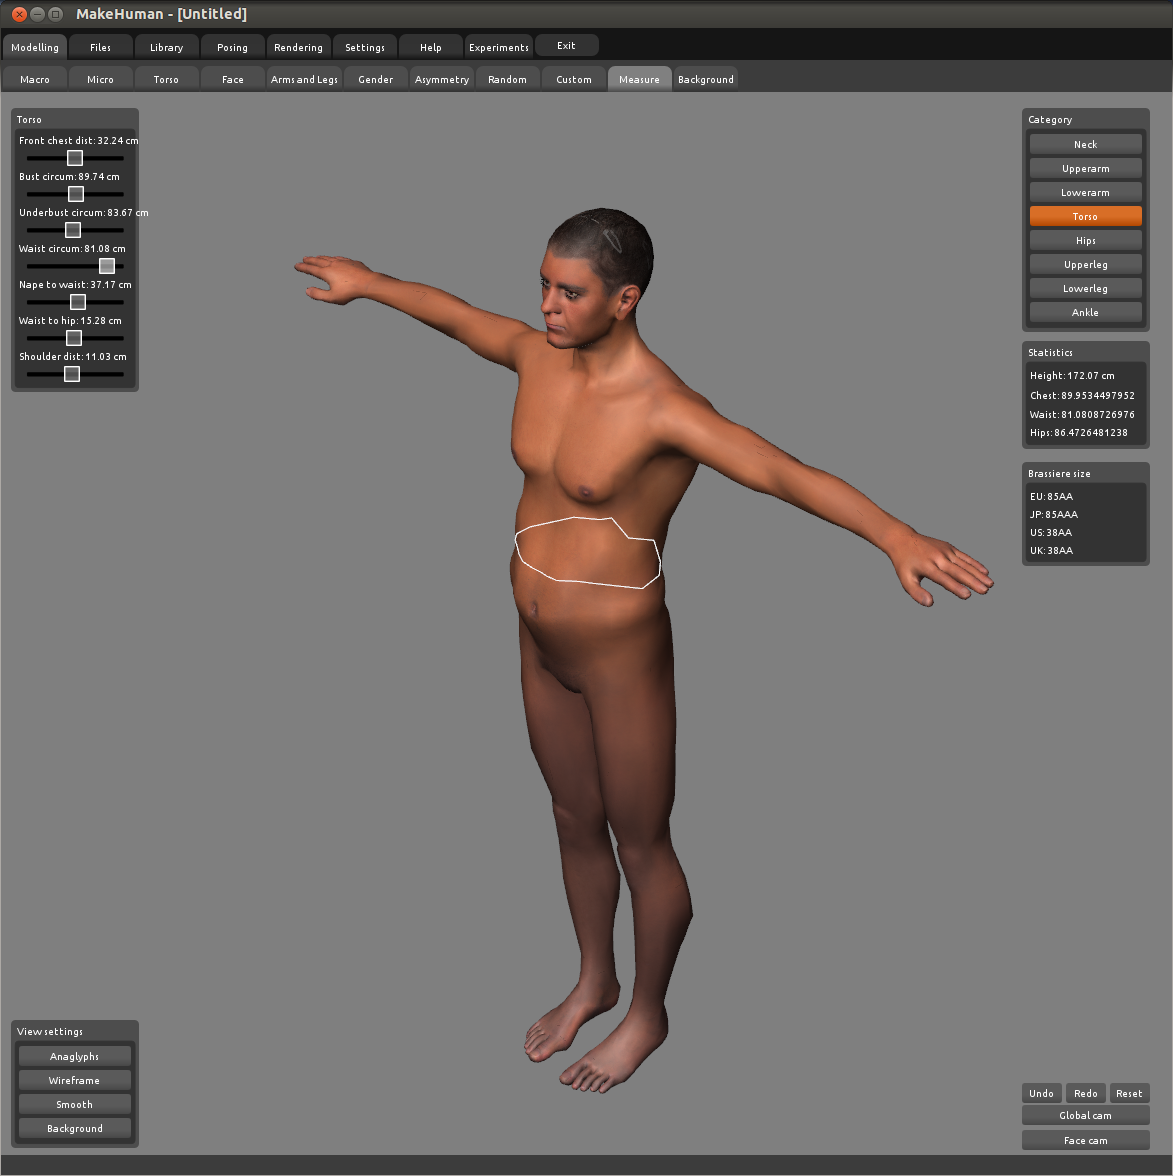 MakeHuman - [Untitled]
Modelling Files Library Posing Rendering Settings Help Experiments Exit
Macro Micro Torso Face Arms and Legs Gender Asymmetry Random Custom Measure Background
Torso
Front chest dist: 32.24 cm
Bust circum: 89.74 cm
Underbust circum: 83.67 cm
Waist circum: 81.08 cm
Nape to waist: 37.17 cm
Waist to hip: 15.28 cm
Shoulder dist: 11.03 cm
Category
Neck
Upperarm
Lowerarm
Torso
Hips
Upperleg
Lowerleg
Ankle
Statistics
Height: 172.07 cm
Chest: 89.9534497952
Waist: 81.0808726976
Hips: 86.4726481238
Brassiere size
EU: 85AA
JP: 85AAA
US: 38AA
UK: 38AA
View settings
Anaglyphs
Wireframe
Smooth
Background
Undo Redo Reset
Global cam
Face cam